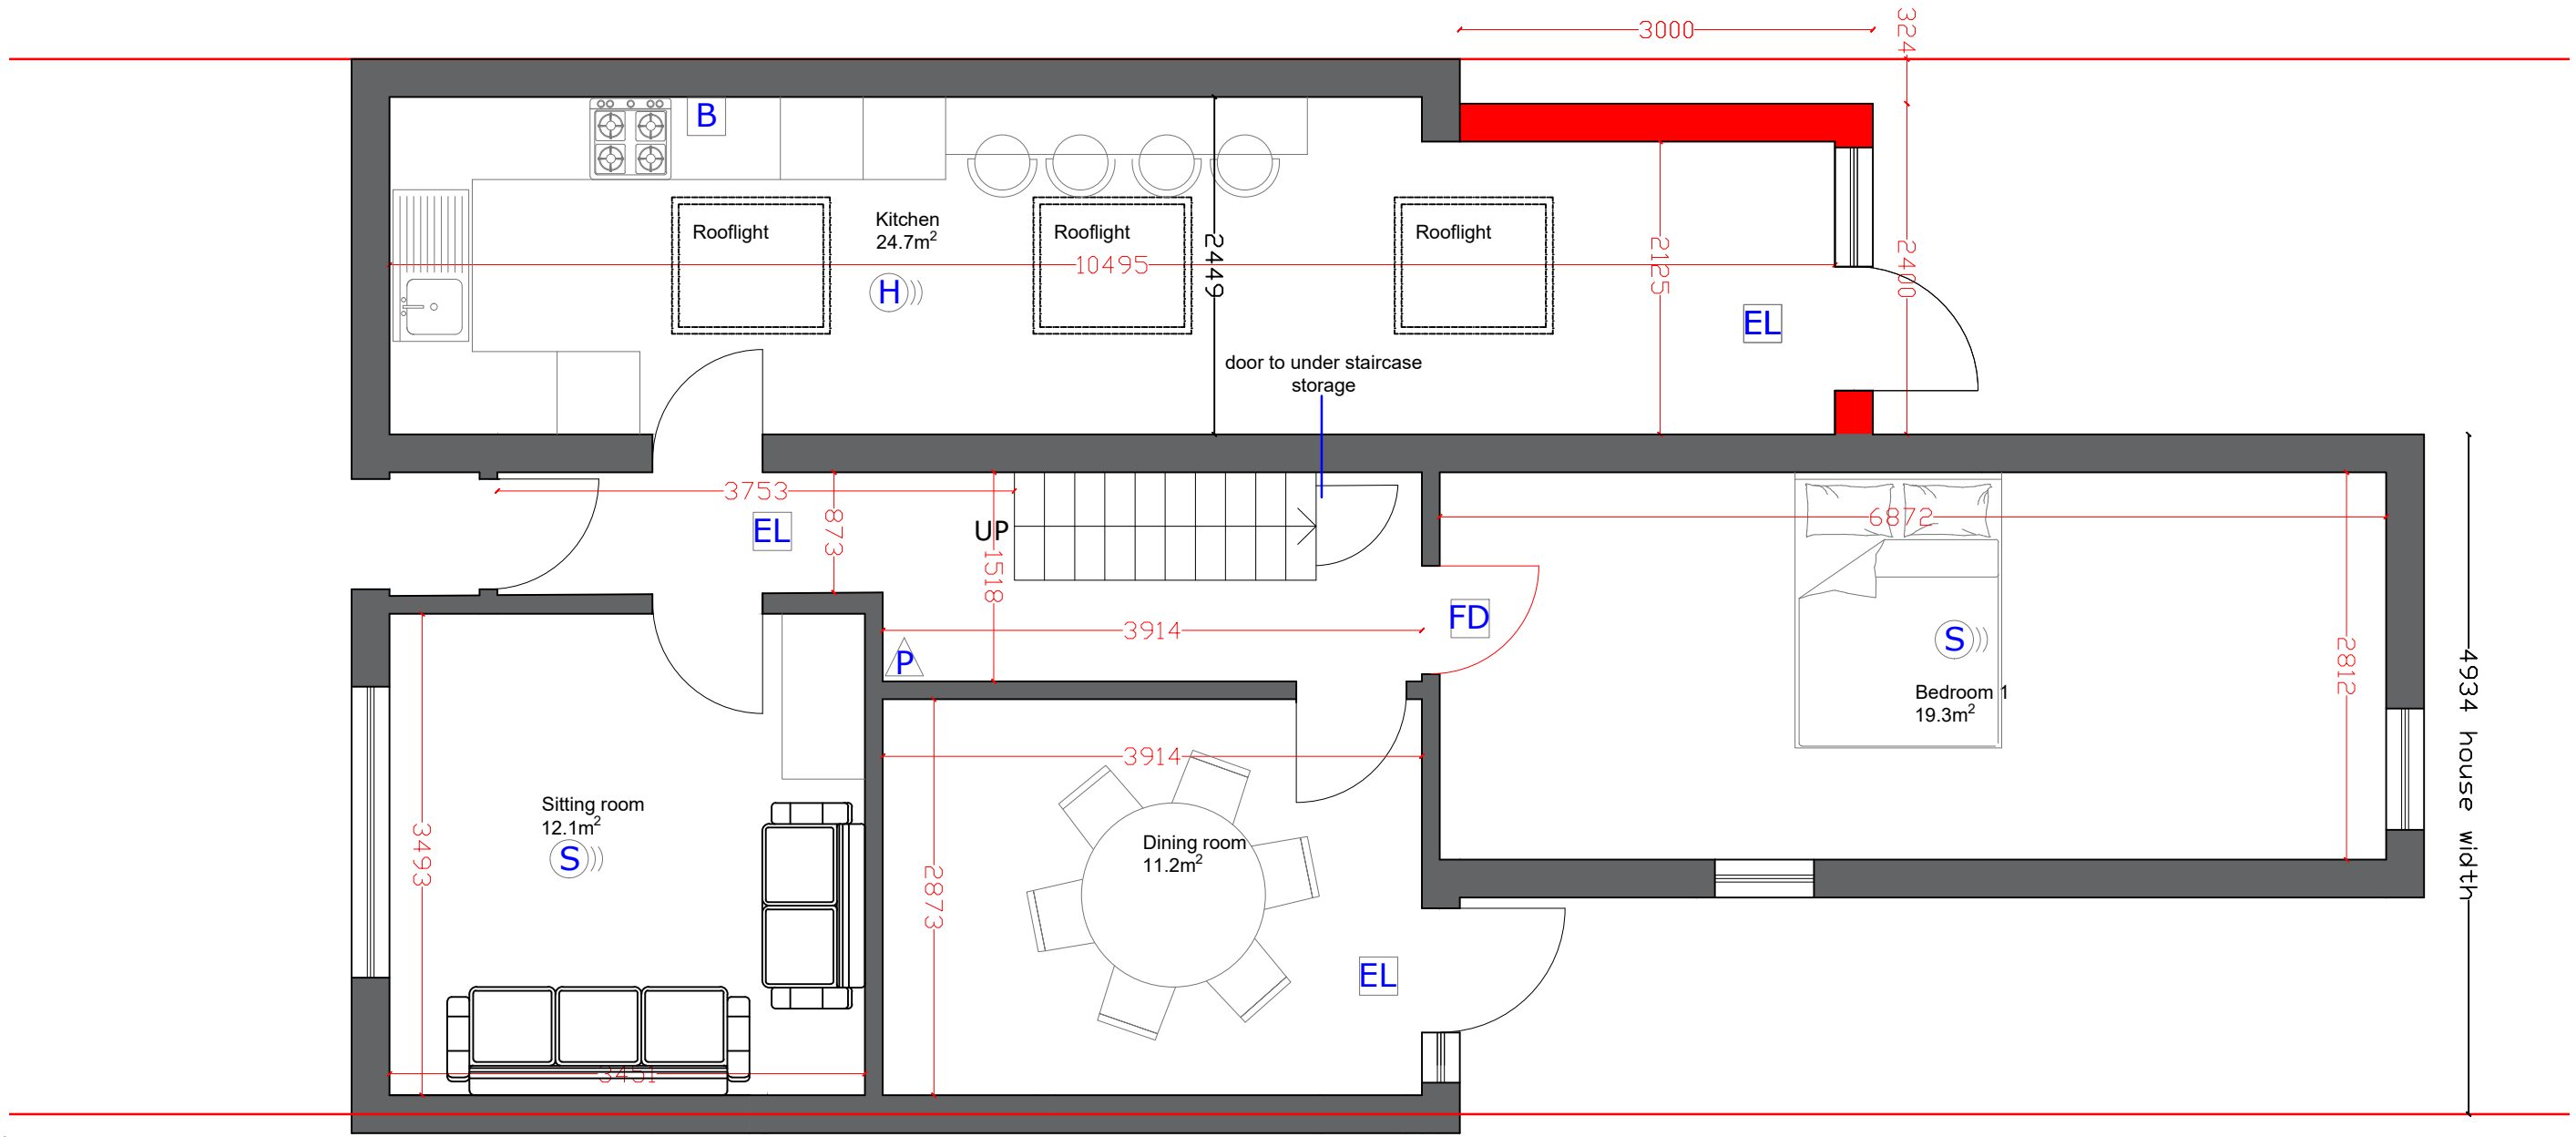 3000
324
B
Rooflight
Kitchen
24.7m²
Rooflight
Rooflight
10495
2449
2125
2400
H
EL
door to under staircase
storage
3753
EL
873
UP
1518
6872
3914
FD
P
S
2812
Bedroom 1
19.3m²
4934 house width
3914
Sitting room
12.1m²
S
3493
Dining room
11.2m²
2873
EL
3451